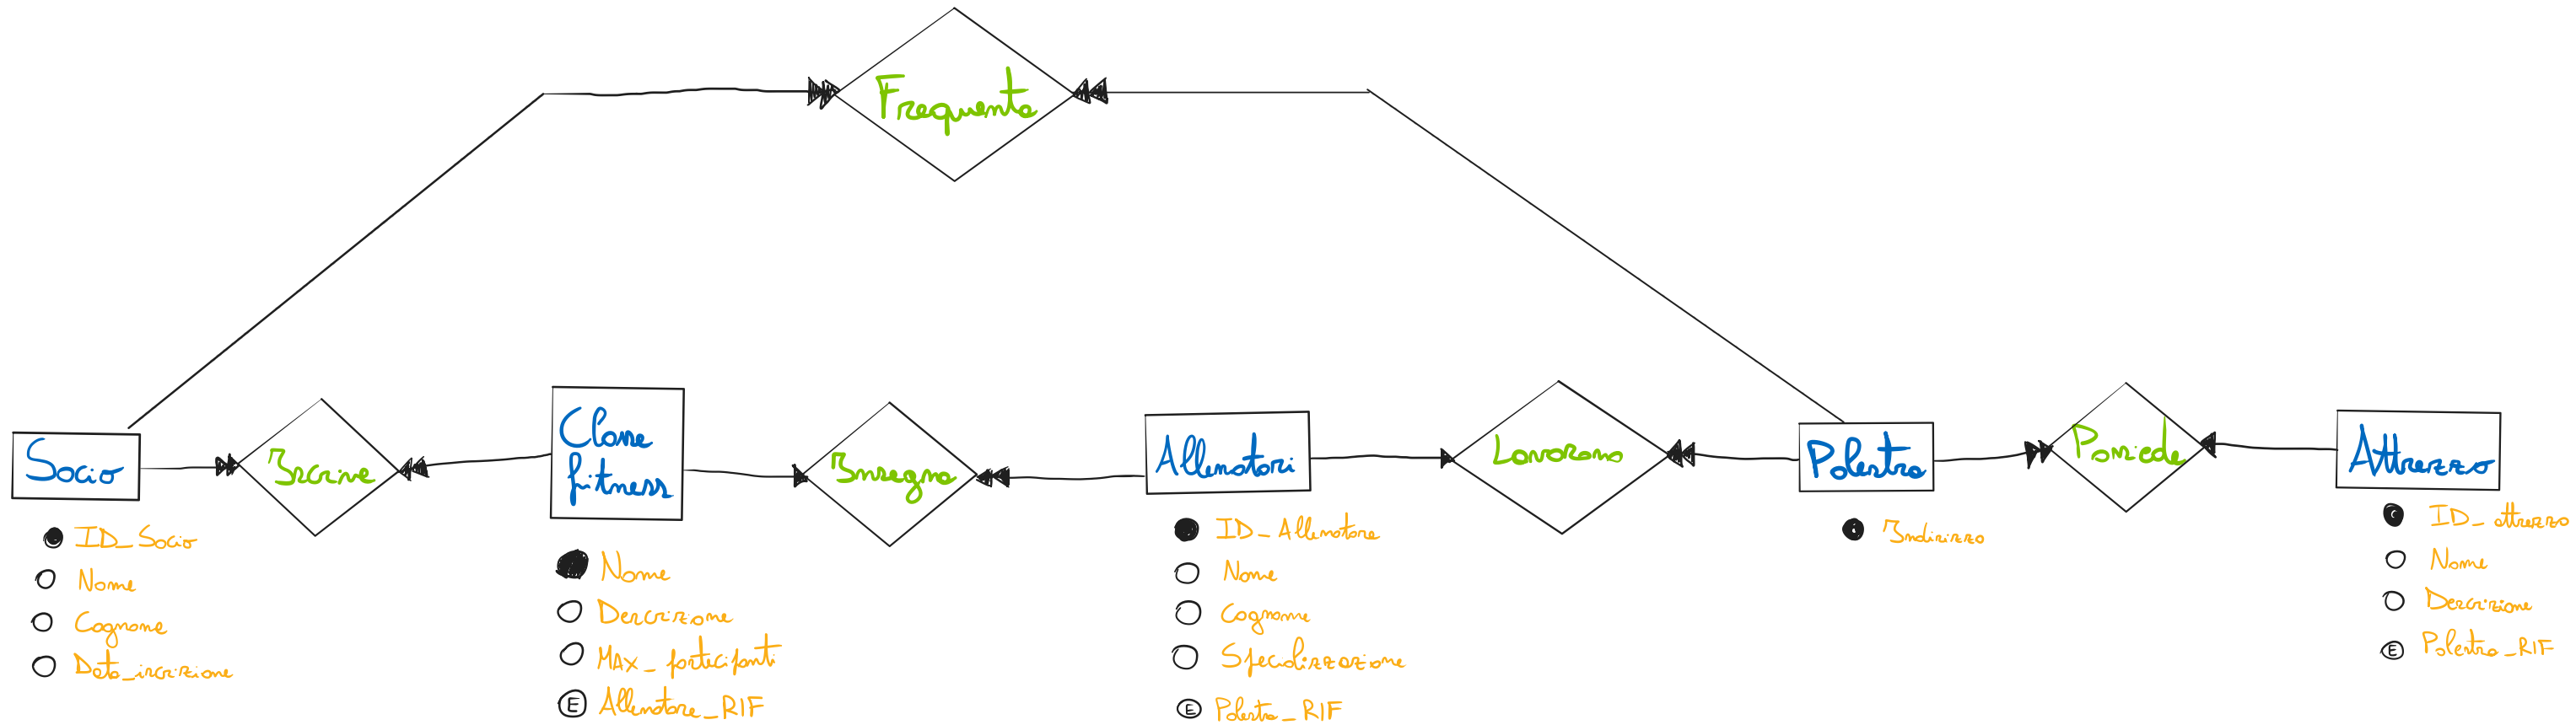 Frequenta
Socio
Iscrive
Classe
fitness
Insegna
Allenatori
Lavorano
Palestra
Possiede
Attrezzo
ID_Socio
Nome
Cognome
Data_iscrizione
Nome
Descrizione
MAX_partecipanti
E Allenatore_RIF
ID_Allenatore
Nome
Cognome
Specializzazione
E Palestra_RIF
Indirizzo
ID_attrezzo
Nome
Descrizione
E Palestra_RIF